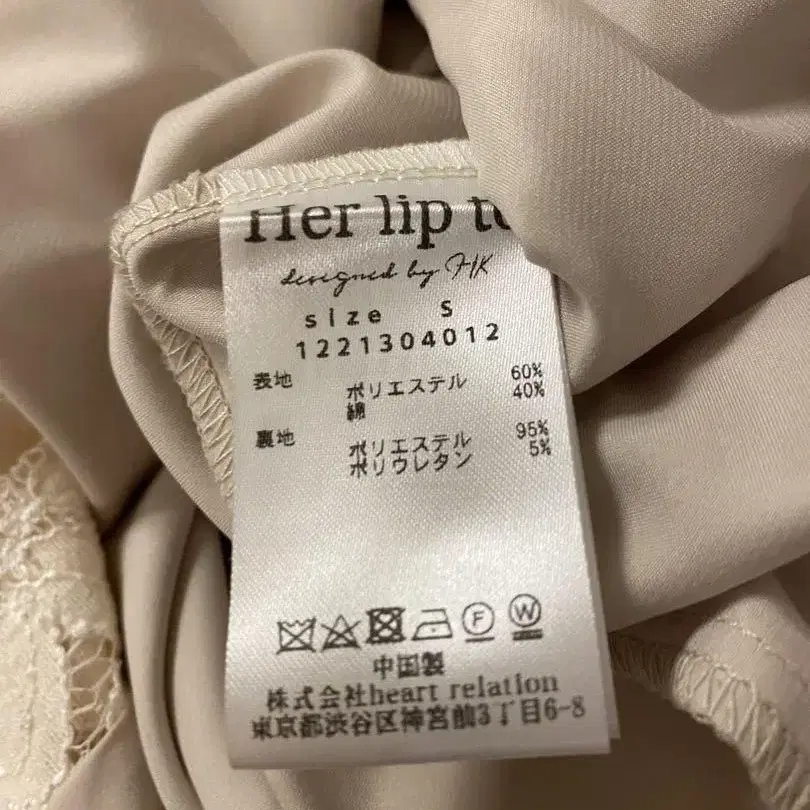 Her lip to
designed by H/K
size S
1221304012
表地 ポリエステル 60%
綿 40%
裏地 ポリエステル 95%
ポリウレタン 5%
F W
中国製
株式会社heart relation
東京都渋谷区神宮前3丁目6-8